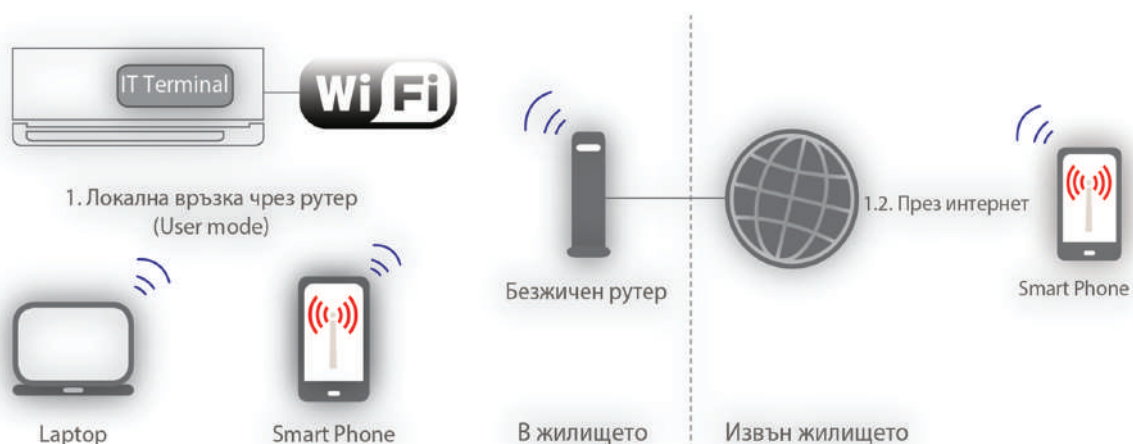 IT Terminal
WiFi
1. Локална връзка чрез рутер
(User mode)
1.2. През интернет
Безжичен рутер
Smart Phone
Laptop
Smart Phone
В жилището
Извън жилището